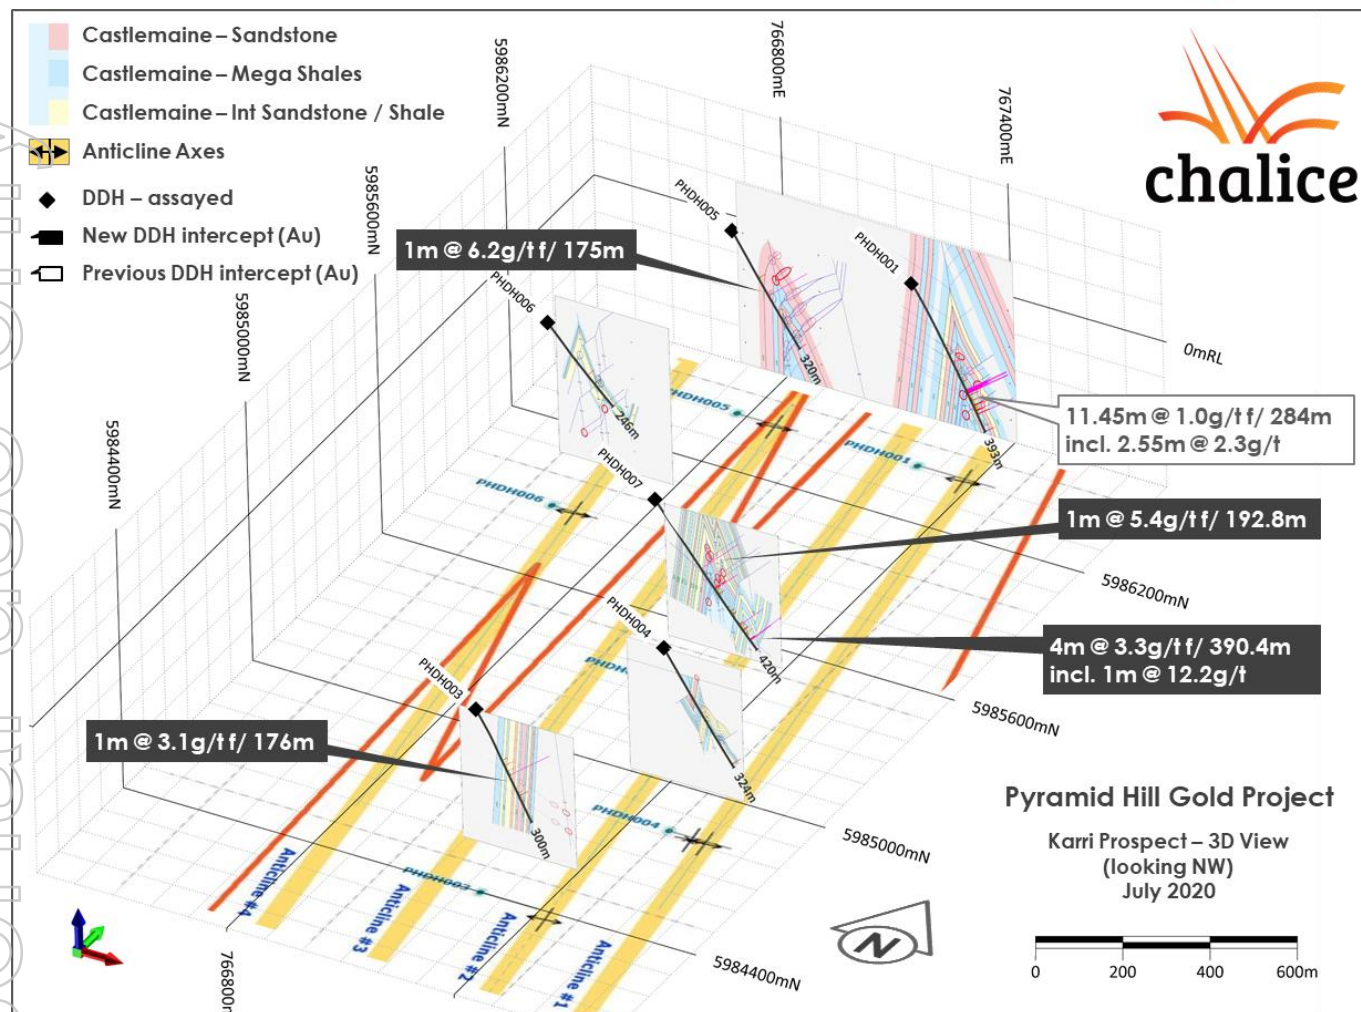 Castlemaine – Sandstone
Castlemaine – Mega Shales
Castlemaine – Int Sandstone / Shale
Anticline Axes
DDH – assayed
New DDH intercept (Au)
Previous DDH intercept (Au)
chalice
5986200mN
5985600mN
5985000mN
5984400mN
766800mE
767400mE
0mRL
PHDH005
PHDH001
PHDH006
PHDH007
PHDH004
PHDH003
1m @ 6.2g/t f/ 175m
320m
393m
246m
420m
324m
300m
11.45m @ 1.0g/t f/ 284m
incl. 2.55m @ 2.3g/t
1m @ 5.4g/t f/ 192.8m
4m @ 3.3g/t f/ 390.4m
incl. 1m @ 12.2g/t
1m @ 3.1g/t f/ 176m
PHDH005
PHDH001
PHDH006
PHDH004
PHDH003
5986200mN
5985600mN
5985000mN
5984400mN
Anticline #4
Anticline #3
Anticline #2
Anticline #1
766800m
Pyramid Hill Gold Project
Karri Prospect – 3D View
(looking NW)
July 2020
N
0 200 400 600m